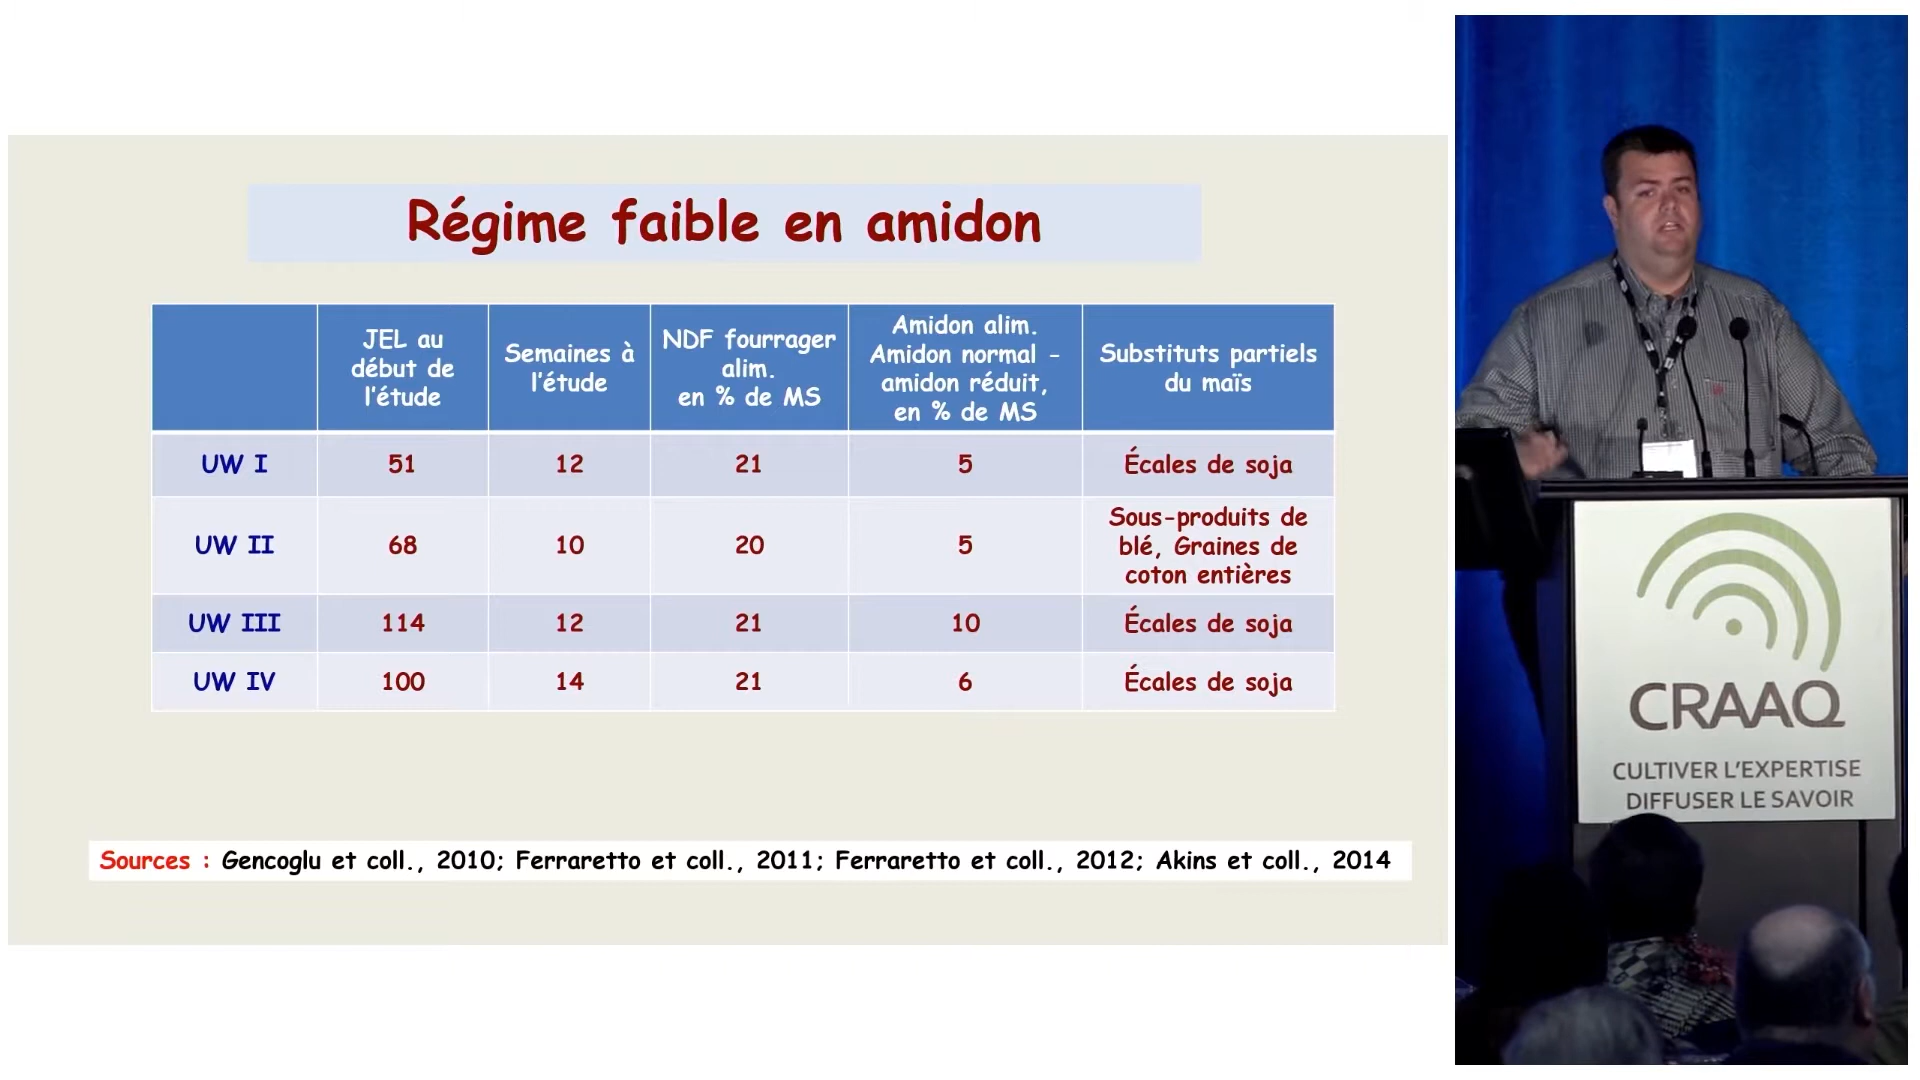 Régime faible en amidon
JEL au
début de
l'étude
Semaines à
l'étude
NDF fourrager
alim.
en % de MS
Amidon alim.
Amidon normal -
amidon réduit,
en % de MS
Substituts partiels
du maïs
UW I 51 12 21 5 Écales de soja
UW II 68 10 20 5 Sous-produits de
blé, Graines de
coton entières
UW III 114 12 21 10 Écales de soja
UW IV 100 14 21 6 Écales de soja
Sources : Gencoglu et coll., 2010; Ferraretto et coll., 2011; Ferraretto et coll., 2012; Akins et coll., 2014
CRAAQ
CULTIVER L'EXPERTISE
DIFFUSER LE SAVOIR